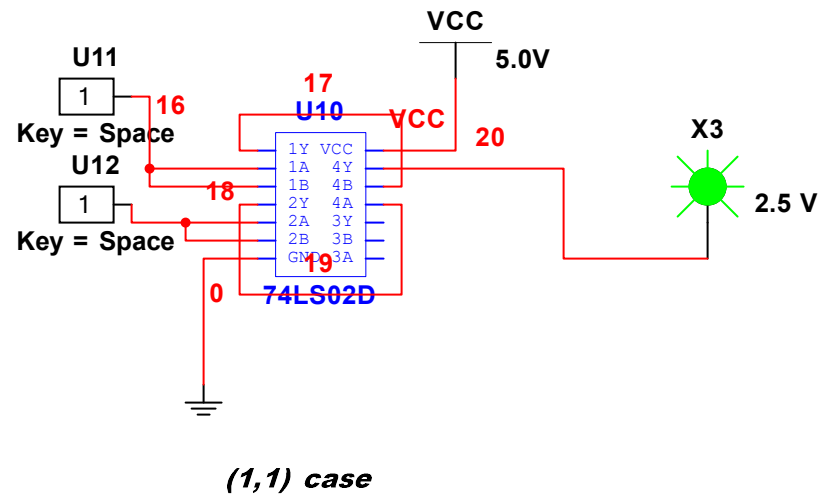 VCC
5.0V
U11
1
16
Key = Space
U12
1
18
Key = Space
17
U10
VCC
20
1Y VCC
1A 4Y
1B 4B
2Y 4A
2A 3Y
2B 3B
GND 3A
19
0
74LS02D
X3
2.5 V
(1,1) case